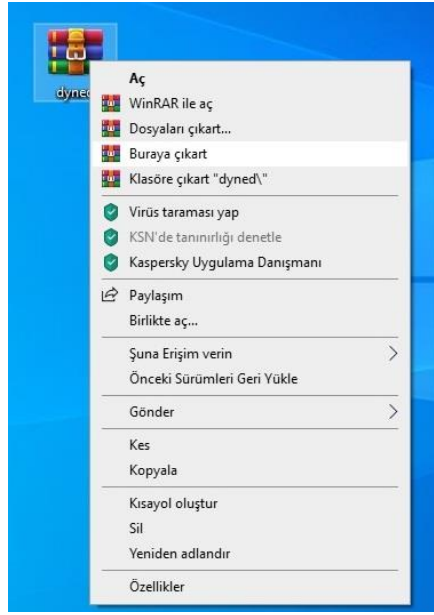 dyned
Aç
WinRAR ile aç
Dosyaları çıkart...
Buraya çıkart
Klasöre çıkart "dyned\"
Virüs taraması yap
KSN'de tanınırlığı denetle
Kaspersky Uygulama Danışmanı
Paylaşım
Birlikte aç...
Şuna Erişim verin
Önceki Sürümleri Geri Yükle
Gönder
Kes
Kopyala
Kısayol oluştur
Sil
Yeniden adlandır
Özellikler